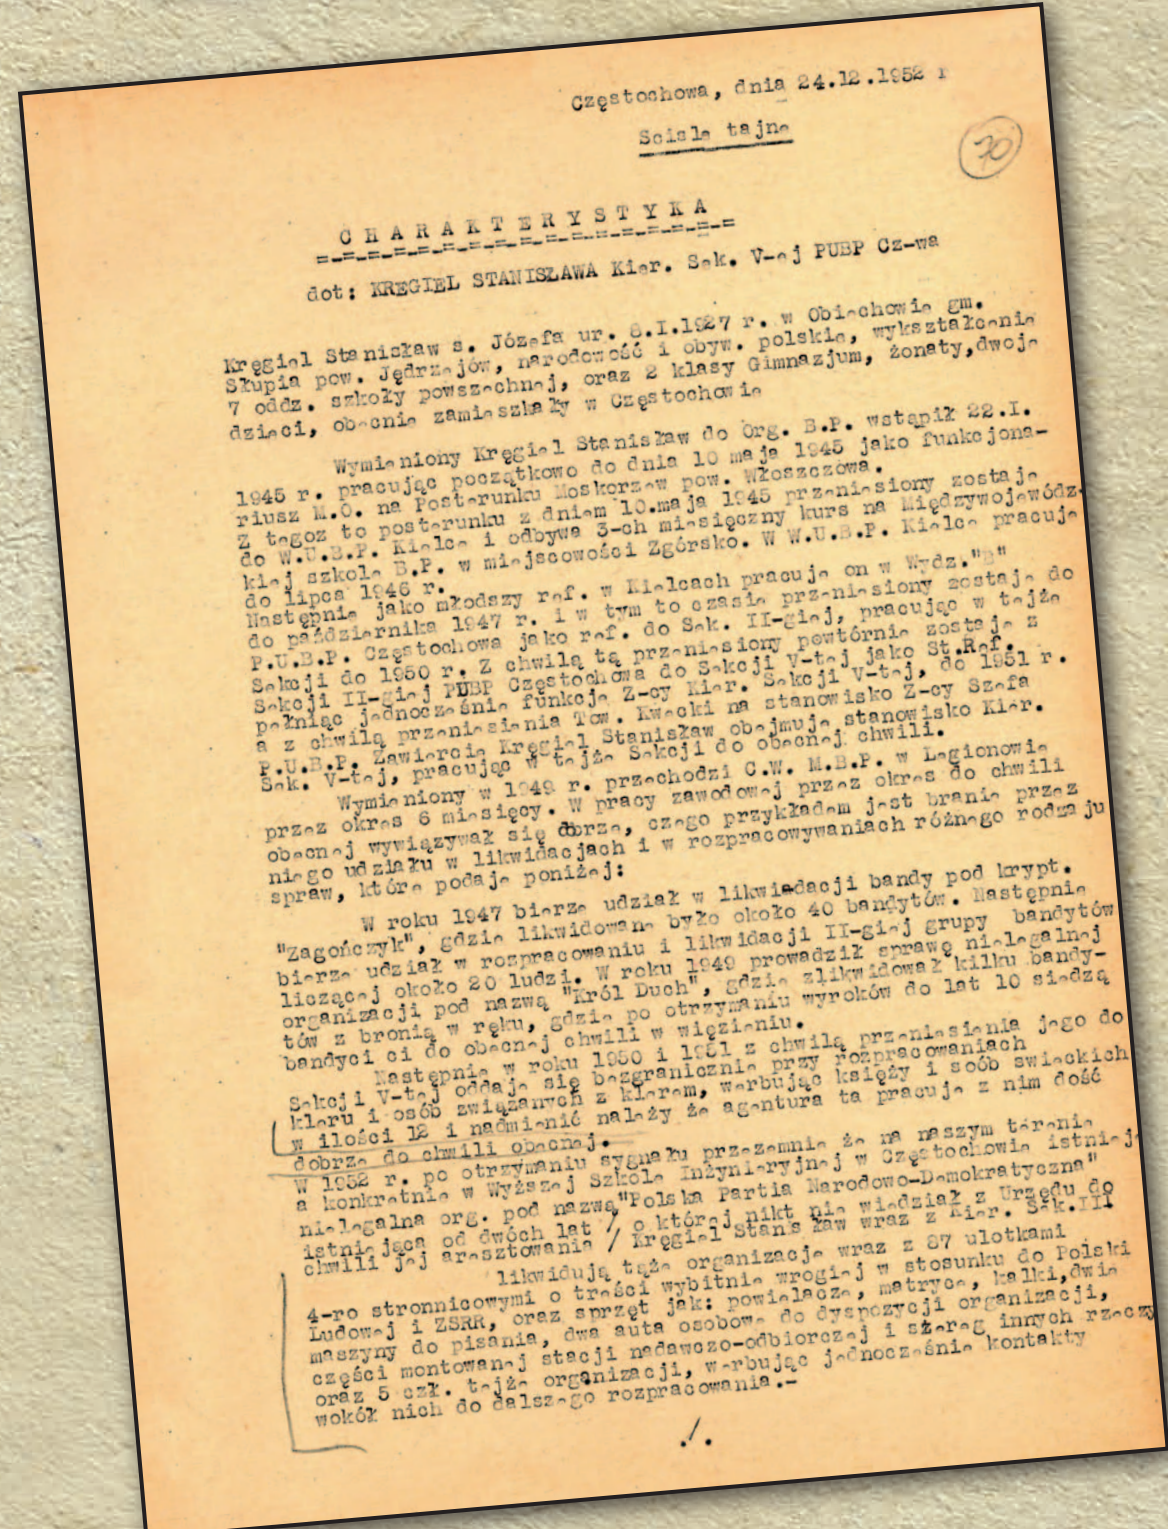 Częstochowa, dnia 24.12.1952 r
Scisle tajne
70
CHARAKTERYSTYKA
=-=-=-=-=-=-=-=-=-=-=-=-=-=-=-=
dot: KRĘGIEL STANISŁAWA Kier. Sek. V-ej PUBP Cz-wa
Kręgiel Stanisław s. Józefa ur. 8.I.1927 r. w Obiechowie gm.
Słupia pow. Jędrzejów, narodowość i obyw. polskie, wykształcenie
7 oddz. szkoły powszechnej, oraz 2 klasy Gimnazjum, żonaty,dwoje
dzieci, obecnie zamieszkały w Częstochowie
Wymieniony Kręgiel Stanisław do Org. B.P. wstąpił 22.I.
1945 r. pracując początkowo do dnia 10 maja 1945 jako funkcjona-
riusz M.O. na Posterunku Moskorzew pow. Włoszczowa.
Z tegoz to posterunku z dniem 10.maja 1945 przeniesiony zostaje
do W.U.B.P. Kielce i odbywa 3-ch miesięczny kurs na Międzywojewódz-
kiej szkole B.P. w miejscowości Zgórsko. W W.U.B.P. Kielce pracuje
do lipca 1946 r.
Następnie jako młodszy ref. w Kielcach pracuje on w Wydz."B"
do października 1947 r. i w tym to czasie przeniesiony zostaje do
P.U.B.P. Częstochowa jako ref. do Sek. II-giej, pracując w tejże
Sekcji do 1950 r. Z chwilą tą przeniesiony powtórnie zostaje z
Sekcji II-giej PUBP Częstochowa do Sekcji V-tej jako St.Ref.
pełniąc jednocześnie funkcje Z-cy Kier. Sekcji V-tej, do 1951 r.
a z chwilą przeniesienia Tow. Kwecki na stanowisko Z-cy Szefa
P.U.B.P. Zawiercie Kręgiel Stanisław obejmuje stanowisko Kier.
Sek. V-tej, pracując w tejże Sekcji do obecnej chwili.
Wymieniony w 1949 r. przechodzi C.W. M.B.P. w Legionowie
przez okres 6 miesięcy. W pracy zawodowej przez okres do chwili
obecnej wywiązywał się dobrze, czego przykładem jest branie przez
niego udziału w likwidacjach i w rozpracowywaniach różnego rodzaju
spraw, które podaje poniżej:
W roku 1947 bierze udział w likwiadacji bandy pod krypt.
"Zagończyk", gdzie likwidowane było około 40 bandytów. Następnie
bierze udział w rozpracowaniu i likwidacji II-giej grupy bandytów
liczącej około 20 ludzi. W roku 1949 prowadził sprawę nielegalnej
organizacji pod nazwą "Król Duch", gdzie zlikwidował kilku bandy-
tów z bronią w ręku, gdzie po otrzymaniu wyroków do lat 10 siedzą
bandyci ci do obecnej chwili w więzieniu.
Następnie w roku 1950 i 1951 z chwilą przeniesienia jego do
Sekcji V-tej oddaje się bezgranicznie przy rozpracowaniach
kleru i osób związanych z klerem, werbując księży i soób swieckich
w ilości 12 i nadmienić należy że agentura ta pracuje z nim dość
dobrze do chwili obecnej.
W 1952 r. po otrzymaniu sygnału przezemnie że na naszym terenie
a konkretnie w Wyższej Szkole Inżynieryjnej w Częstochowie istnieje
nielegalna org. pod nazwą "Polska Partia Narodowo-Demokratyczna"
istniejąca od dwóch lat / o której nikt nie wiedział z Urzędu do
chwili jej aresztowania / Kręgiel Stanisław wraz z Kier. Sek.III
likwidują tąże organizacje wraz z 87 ulotkami
4-ro stronnicowymi o treści wybitnie wrogiej w stosunku do Polski
Ludowej i ZSRR, oraz sprzęt jak: powielacze, matryce, kalki,dwie
maszyny do pisania, dwa auta osobowe do dyspozycji organizacji,
części montowanej stacji nadawczo-odbiorczej i szereg innych rzeczy
oraz 5 czł. tejże organizacji, werbując jednocześnie kontakty
wokół nich do dalszego rozpracowania.-
./.